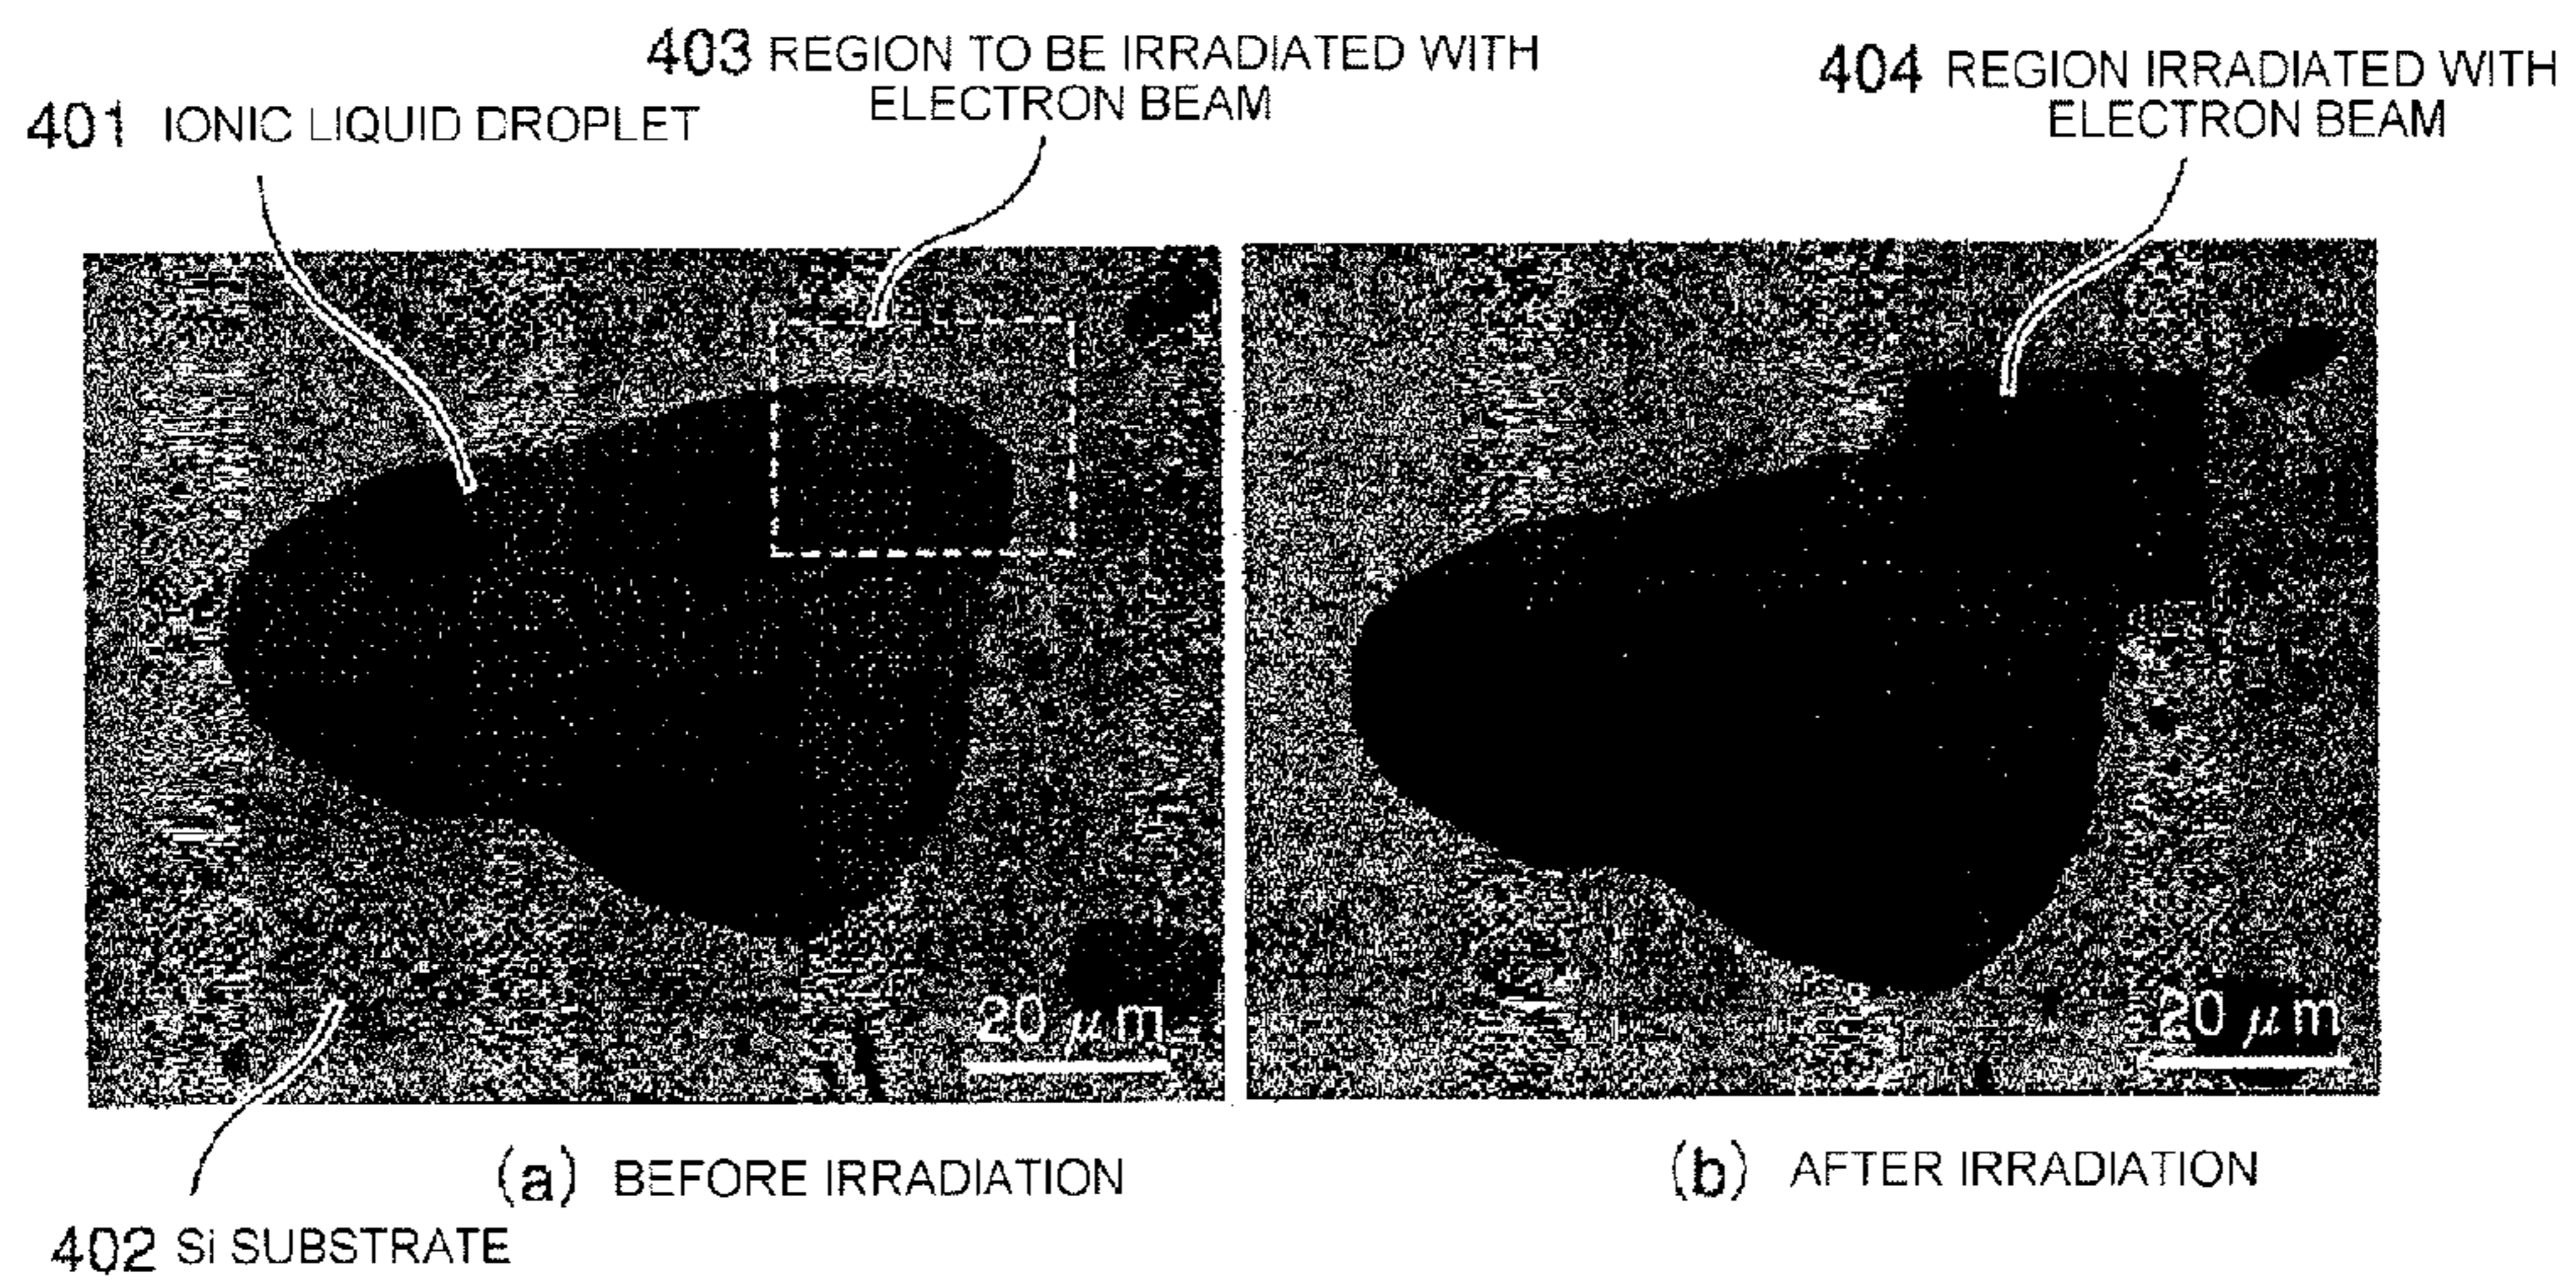 403 REGION TO BE IRRADIATED WITH
ELECTRON BEAM
404 REGION IRRADIATED WITH
ELECTRON BEAM
401 IONIC LIQUID DROPLET
20 μm
20 μm
(a) BEFORE IRRADIATION
(b) AFTER IRRADIATION
402 Si SUBSTRATE